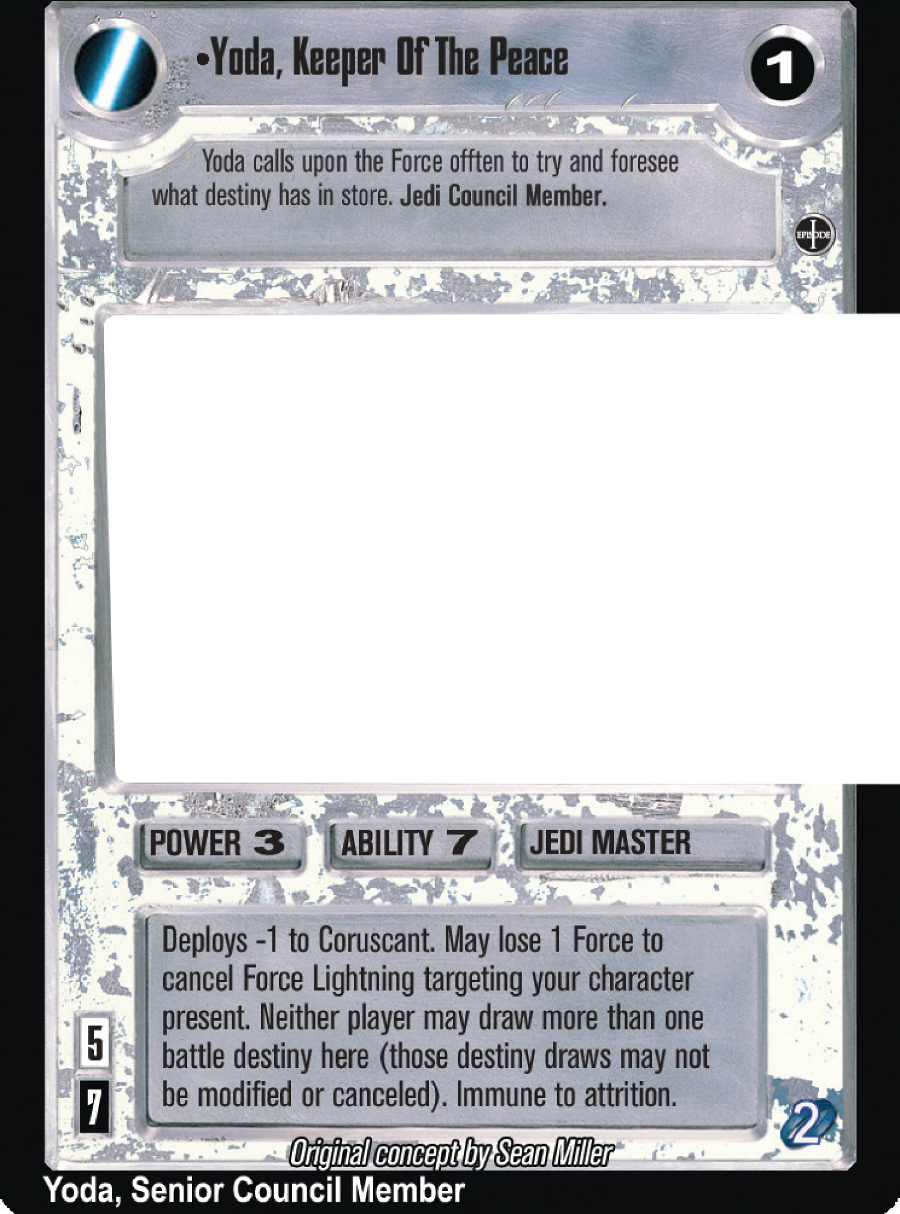 •Yoda, Keeper Of The Peace
1
Yoda calls upon the Force offten to try and foresee
what destiny has in store. Jedi Council Member.
EPISODE
I
POWER 3
ABILITY 7
JEDI MASTER
Deploys -1 to Coruscant. May lose 1 Force to
cancel Force Lightning targeting your character
present. Neither player may draw more than one
battle destiny here (those destiny draws may not
be modified or canceled). Immune to attrition.
5
7
2
Original concept by Sean Miller
Yoda, Senior Council Member